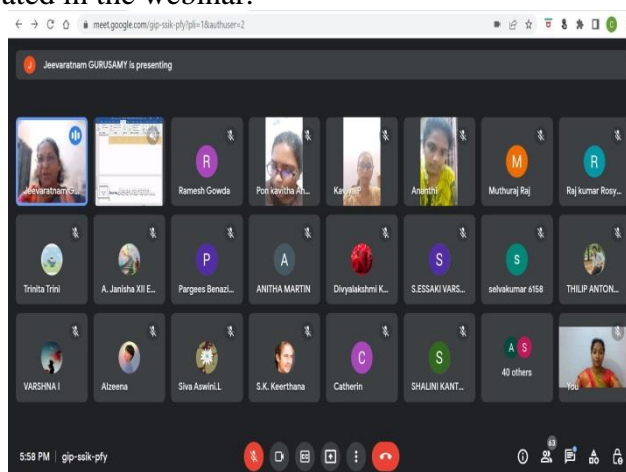 ated in the webinar.
meet.google.com/gip-ssik-pfy?pli=1&authuser=2
J Jeevaratnam GURUSAMY is presenting
R
M
R
Ramesh Gowda
Pon kavitha Ah...
Kaviya P
Ananthi
Muthuraj Raj
Raj kumar Rosy...
P
A
S
s
Trinita Trini
A. Janisha XII E...
Pargees Benazi...
ANITHA MARTIN
Divyalakshmi K...
S.ESSAKI VARS...
selvakumar 6158
THILIP ANTON...
C
S
A S
VARSHNA I
Alzeena
Siva Aswini.L
S.K. Keerthana
Catherin
SHALINI KANT...
40 others
You
5:58 PM | gip-ssik-pfy
63